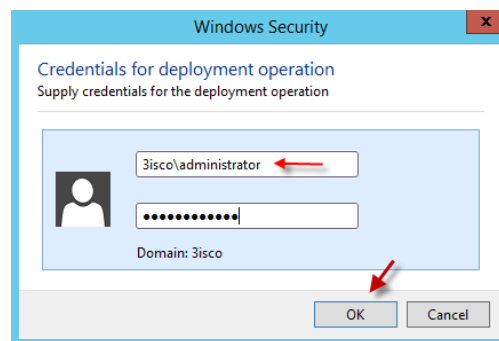 Windows Security
x
Credentials for deployment operation
Supply credentials for the deployment operation
3isco\administrator
●●●●●●●●●●●●
Domain: 3isco
OK
Cancel